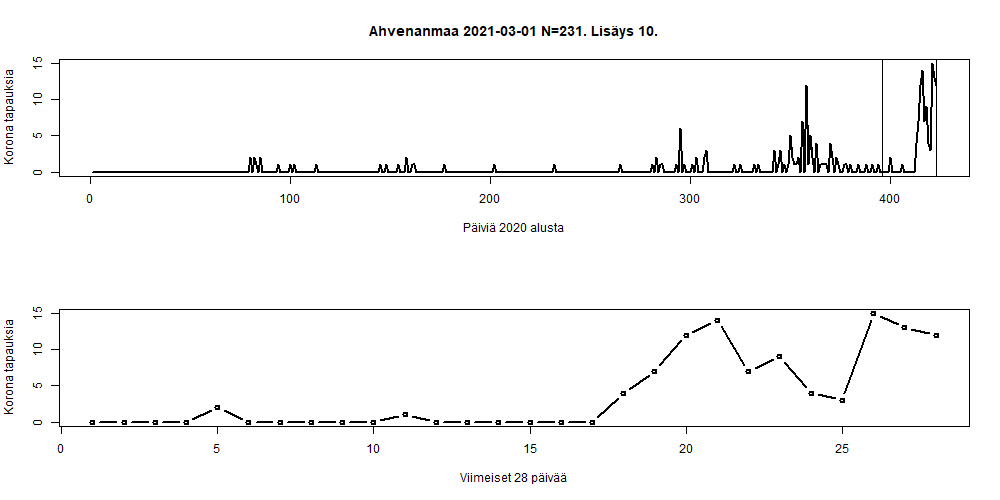 Ahvenanmaa 2021-03-01 N=231. Lisäys 10.
Korona tapauksia
15
10
5
0
0 100 200 300 400
Päiviä 2020 alusta
Korona tapauksia
15
10
5
0
0 5 10 15 20 25
Viimeiset 28 päivää